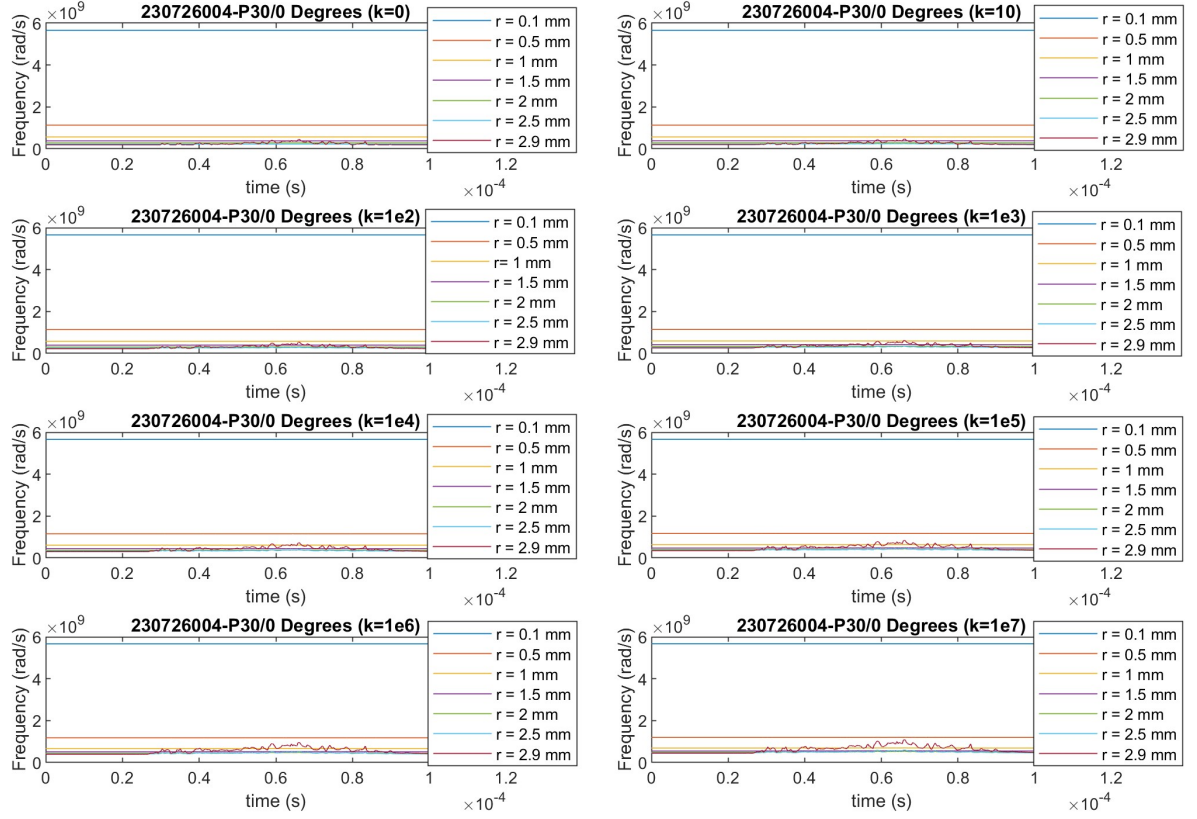 230726004-P30/0 Degrees (k=0)
×10^9
Frequency (rad/s)
6
4
2
0
0 0.2 0.4 0.6 0.8 1 1.2
time (s)
×10^-4
r = 0.1 mm
r = 0.5 mm
r = 1 mm
r = 1.5 mm
r = 2 mm
r = 2.5 mm
r = 2.9 mm
230726004-P30/0 Degrees (k=10)
×10^9
Frequency (rad/s)
6
4
2
0
0 0.2 0.4 0.6 0.8 1 1.2
time (s)
×10^-4
r = 0.1 mm
r = 0.5 mm
r = 1 mm
r = 1.5 mm
r = 2 mm
r = 2.5 mm
r = 2.9 mm
230726004-P30/0 Degrees (k=1e2)
×10^9
Frequency (rad/s)
6
4
2
0
0 0.2 0.4 0.6 0.8 1 1.2
time (s)
×10^-4
r = 0.1 mm
r = 0.5 mm
r= 1 mm
r = 1.5 mm
r = 2 mm
r = 2.5 mm
r = 2.9 mm
230726004-P30/0 Degrees (k=1e3)
×10^9
Frequency (rad/s)
6
4
2
0
0 0.2 0.4 0.6 0.8 1 1.2
time (s)
×10^-4
r = 0.1 mm
r = 0.5 mm
r = 1 mm
r = 1.5 mm
r = 2 mm
r = 2.5 mm
r = 2.9 mm
230726004-P30/0 Degrees (k=1e4)
×10^9
Frequency (rad/s)
6
4
2
0
0 0.2 0.4 0.6 0.8 1 1.2
time (s)
×10^-4
r = 0.1 mm
r = 0.5 mm
r = 1 mm
r = 1.5 mm
r = 2 mm
r = 2.5 mm
r = 2.9 mm
230726004-P30/0 Degrees (k=1e5)
×10^9
Frequency (rad/s)
6
4
2
0
0 0.2 0.4 0.6 0.8 1 1.2
time (s)
×10^-4
r = 0.1 mm
r = 0.5 mm
r = 1 mm
r = 1.5 mm
r = 2 mm
r = 2.5 mm
r = 2.9 mm
230726004-P30/0 Degrees (k=1e6)
×10^9
Frequency (rad/s)
6
4
2
0
0 0.2 0.4 0.6 0.8 1 1.2
time (s)
×10^-4
r = 0.1 mm
r = 0.5 mm
r = 1 mm
r = 1.5 mm
r = 2 mm
r = 2.5 mm
r = 2.9 mm
230726004-P30/0 Degrees (k=1e7)
×10^9
Frequency (rad/s)
6
4
2
0
0 0.2 0.4 0.6 0.8 1 1.2
time (s)
×10^-4
r = 0.1 mm
r = 0.5 mm
r = 1 mm
r = 1.5 mm
r = 2 mm
r = 2.5 mm
r = 2.9 mm